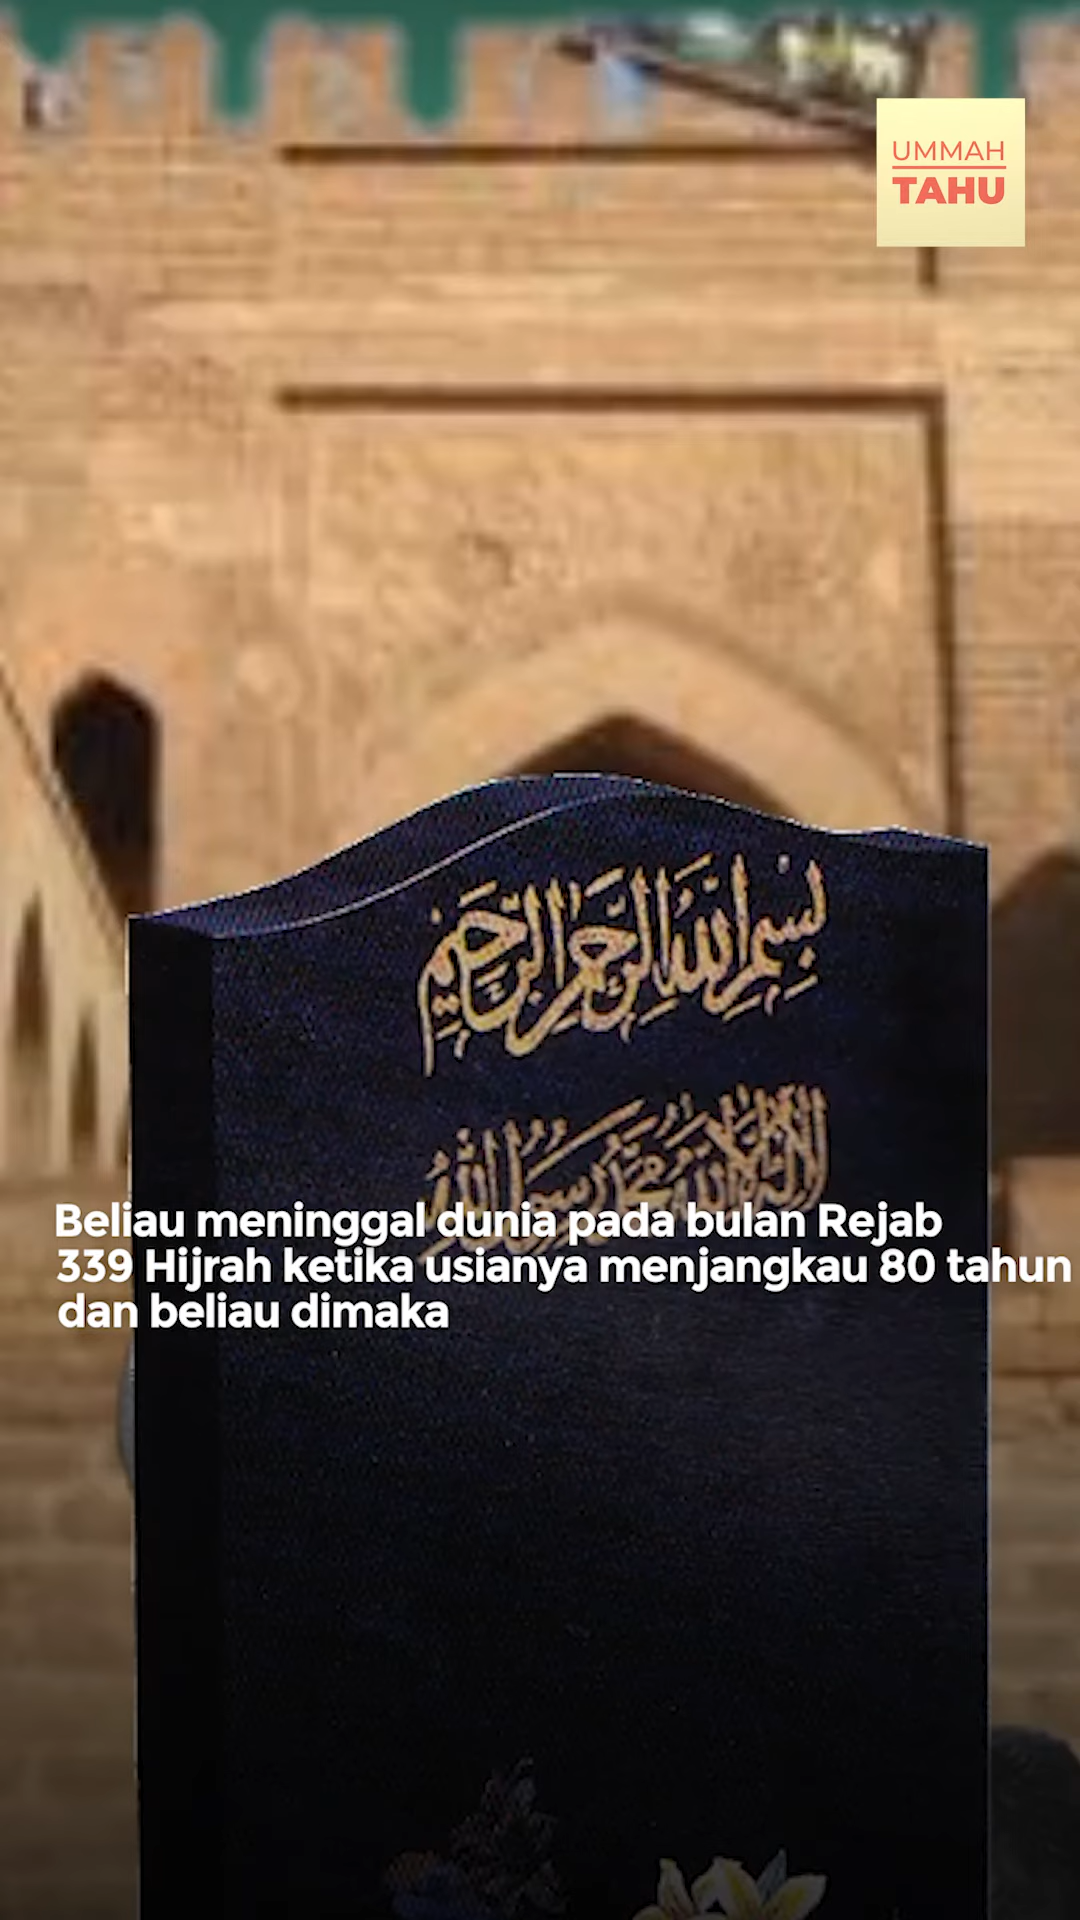 UMMAH
TAHU
بسم الله الرحمن الرحيم
لا إله إلا الله محمد رسول الله
Beliau meninggal dunia pada bulan Rejab
339 Hijrah ketika usianya menjangkau 80 tahun
dan beliau dimaka